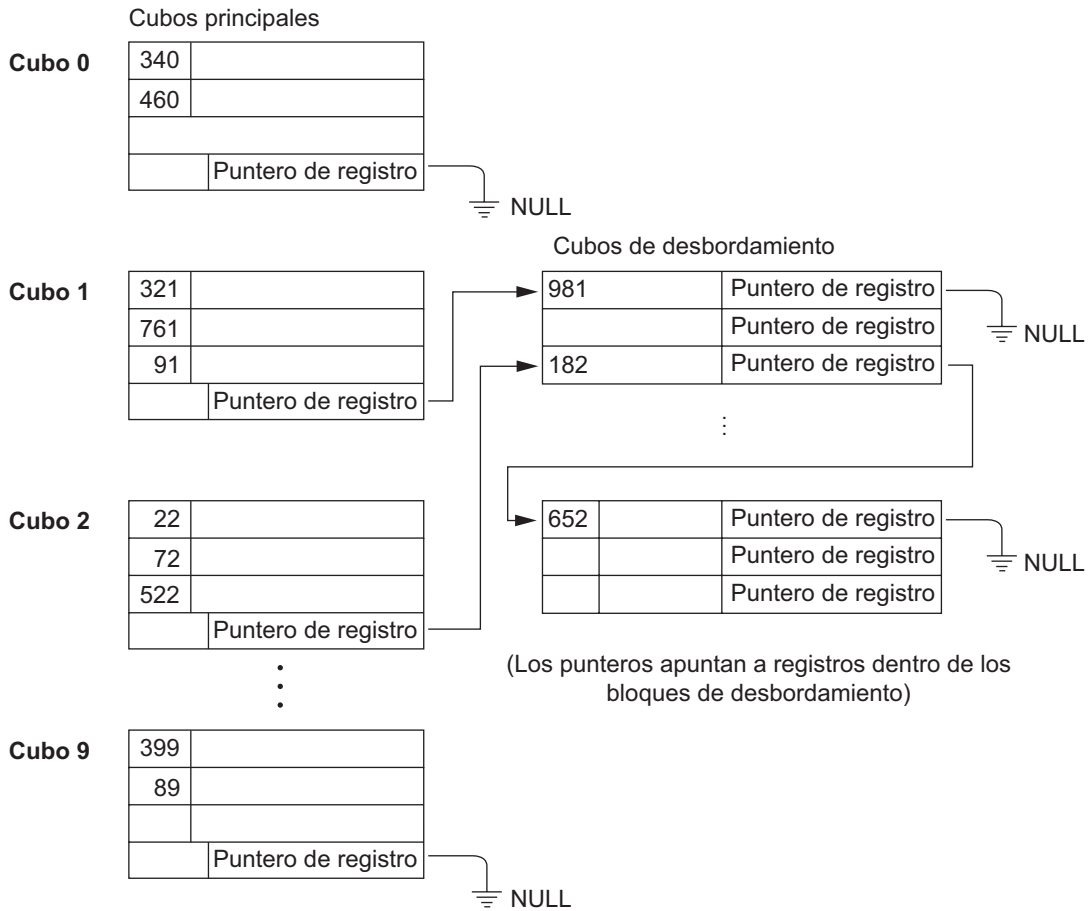 Cubos principales
Cubo 0
340
460
Puntero de registro
NULL
Cubos de desbordamiento
Cubo 1
321
761
91
Puntero de registro
981 Puntero de registro
NULL
Puntero de registro
182 Puntero de registro
Cubo 2
22
72
522
Puntero de registro
652 Puntero de registro
NULL
Puntero de registro
Puntero de registro
(Los punteros apuntan a registros dentro de los
bloques de desbordamiento)
Cubo 9
399
89
Puntero de registro
NULL